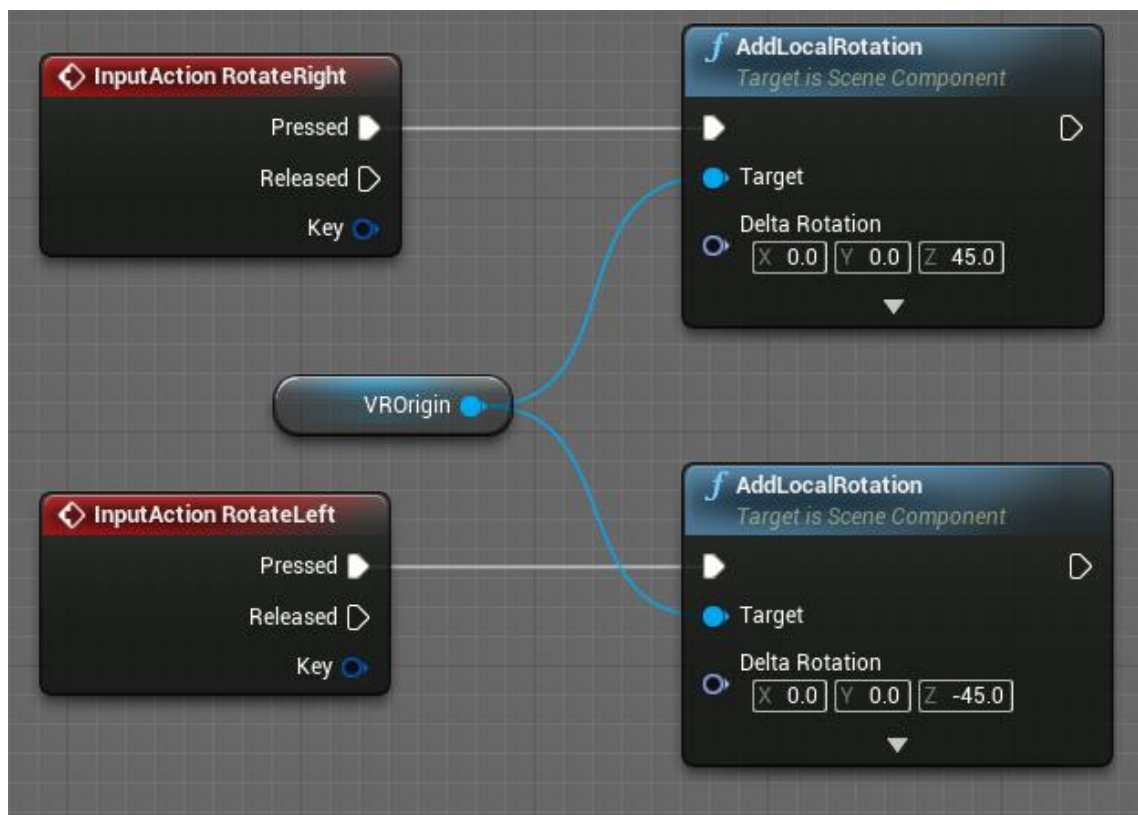 InputAction RotateRight
Pressed
Released
Key
f AddLocalRotation
Target is Scene Component
Target
Delta Rotation
X 0.0 Y 0.0 Z 45.0
VROrigin
InputAction RotateLeft
Pressed
Released
Key
f AddLocalRotation
Target is Scene Component
Target
Delta Rotation
X 0.0 Y 0.0 Z -45.0